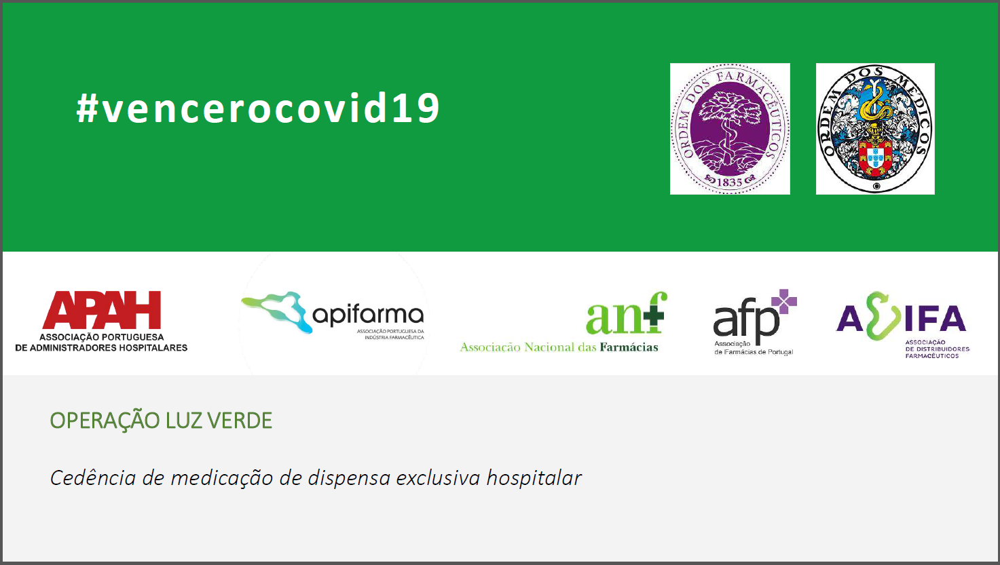 #vencerocovid19
ORDEM DOS FARMACÊUTICOS
1835
ORDEM DOS MÉDICOS
APAH
ASSOCIAÇÃO PORTUGUESA
DE ADMINISTRADORES HOSPITALARES
apifarma
ASSOCIAÇÃO PORTUGUESA DA
INDÚSTRIA FARMACÊUTICA
anf
Associação Nacional das Farmácias
afp
Associação
de Farmácias de Portugal
ADIFA
ASSOCIAÇÃO
DE DISTRIBUIDORES
FARMACÊUTICOS
OPERAÇÃO LUZ VERDE
Cedência de medicação de dispensa exclusiva hospitalar